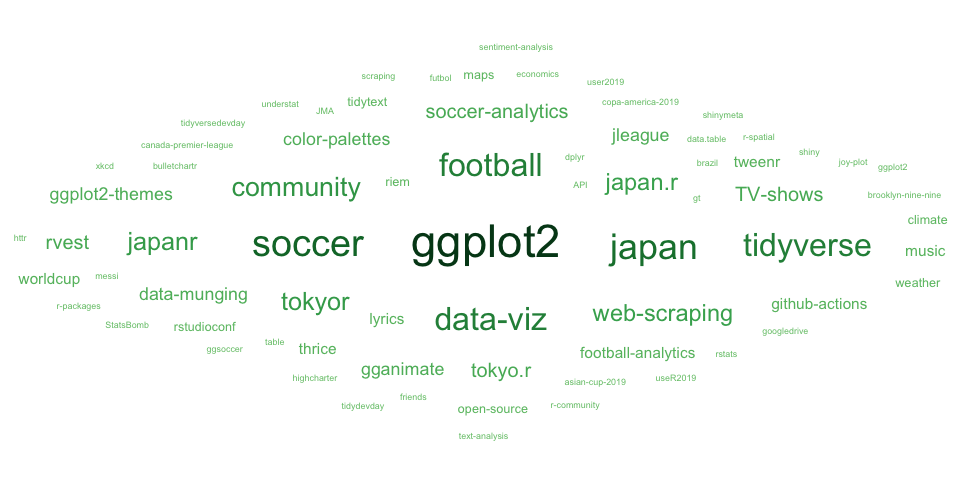 sentiment-analysis
scraping
futbol
maps
economics
user2019
understat
JMA
tidytext
soccer-analytics
copa-america-2019
shinymeta
tidyversedevday
color-palettes
jleague
data.table
r-spatial
canada-premier-league
xkcd
bulletchartr
football
dplyr
brazil
tweenr
shiny
joy-plot
ggplot2
ggplot2-themes
community
riem
API
japan.r
gt
TV-shows
brooklyn-nine-nine
climate
httr
rvest
japanr
soccer
ggplot2
japan
tidyverse
music
worldcup
messi
data-munging
tokyor
weather
r-packages
StatsBomb
rstudioconf
lyrics
data-viz
web-scraping
github-actions
googledrive
ggsoccer
table
thrice
football-analytics
rstats
highcharter
gganimate
tokyo.r
asian-cup-2019
useR2019
tidydevday
friends
open-source
r-community
text-analysis